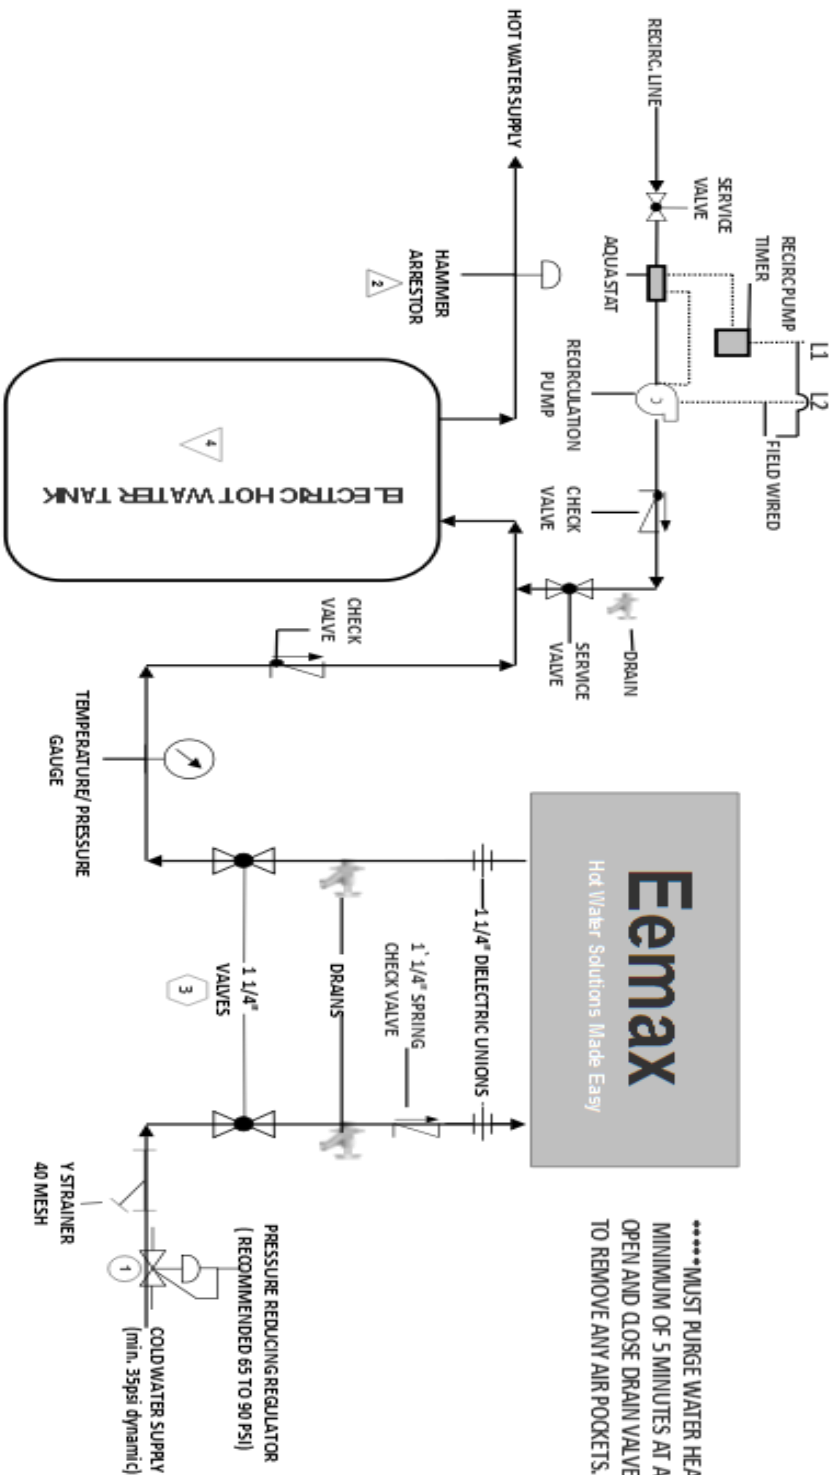 *****MUST PURGE WATER HEA
MINIMUM OF 5 MINUTES AT A
OPEN AND CLOSE DRAIN VALVE
TO REMOVE ANY AIR POCKETS.
L1
L2
RECIRC. LINE
SERVICE
VALVE
RECIRC PUMP
TIMER
FIELD WIRED
AQUASTAT
RECIRCULATION
PUMP
CHECK
VALVE
DRAIN
SERVICE
VALVE
HOT WATER SUPPLY
HAMMER
ARRESTOR
2
4
ELECTRIC HOT WATER TANK
CHECK
VALVE
TEMPERATURE/ PRESSURE
GAUGE
Eemax
Hot Water Solutions Made Easy
1 1/4" DIELECTRIC UNIONS
1` 1/4" SPRING
CHECK VALVE
DRAINS
1 1/4"
VALVES
3
PRESSURE REDUCING REGULATOR
( RECOMMENDED 65 TO 90 PSI)
1
COLD WATER SUPPLY
(min. 35psi dynamic)
Y STRAINER
40 MESH